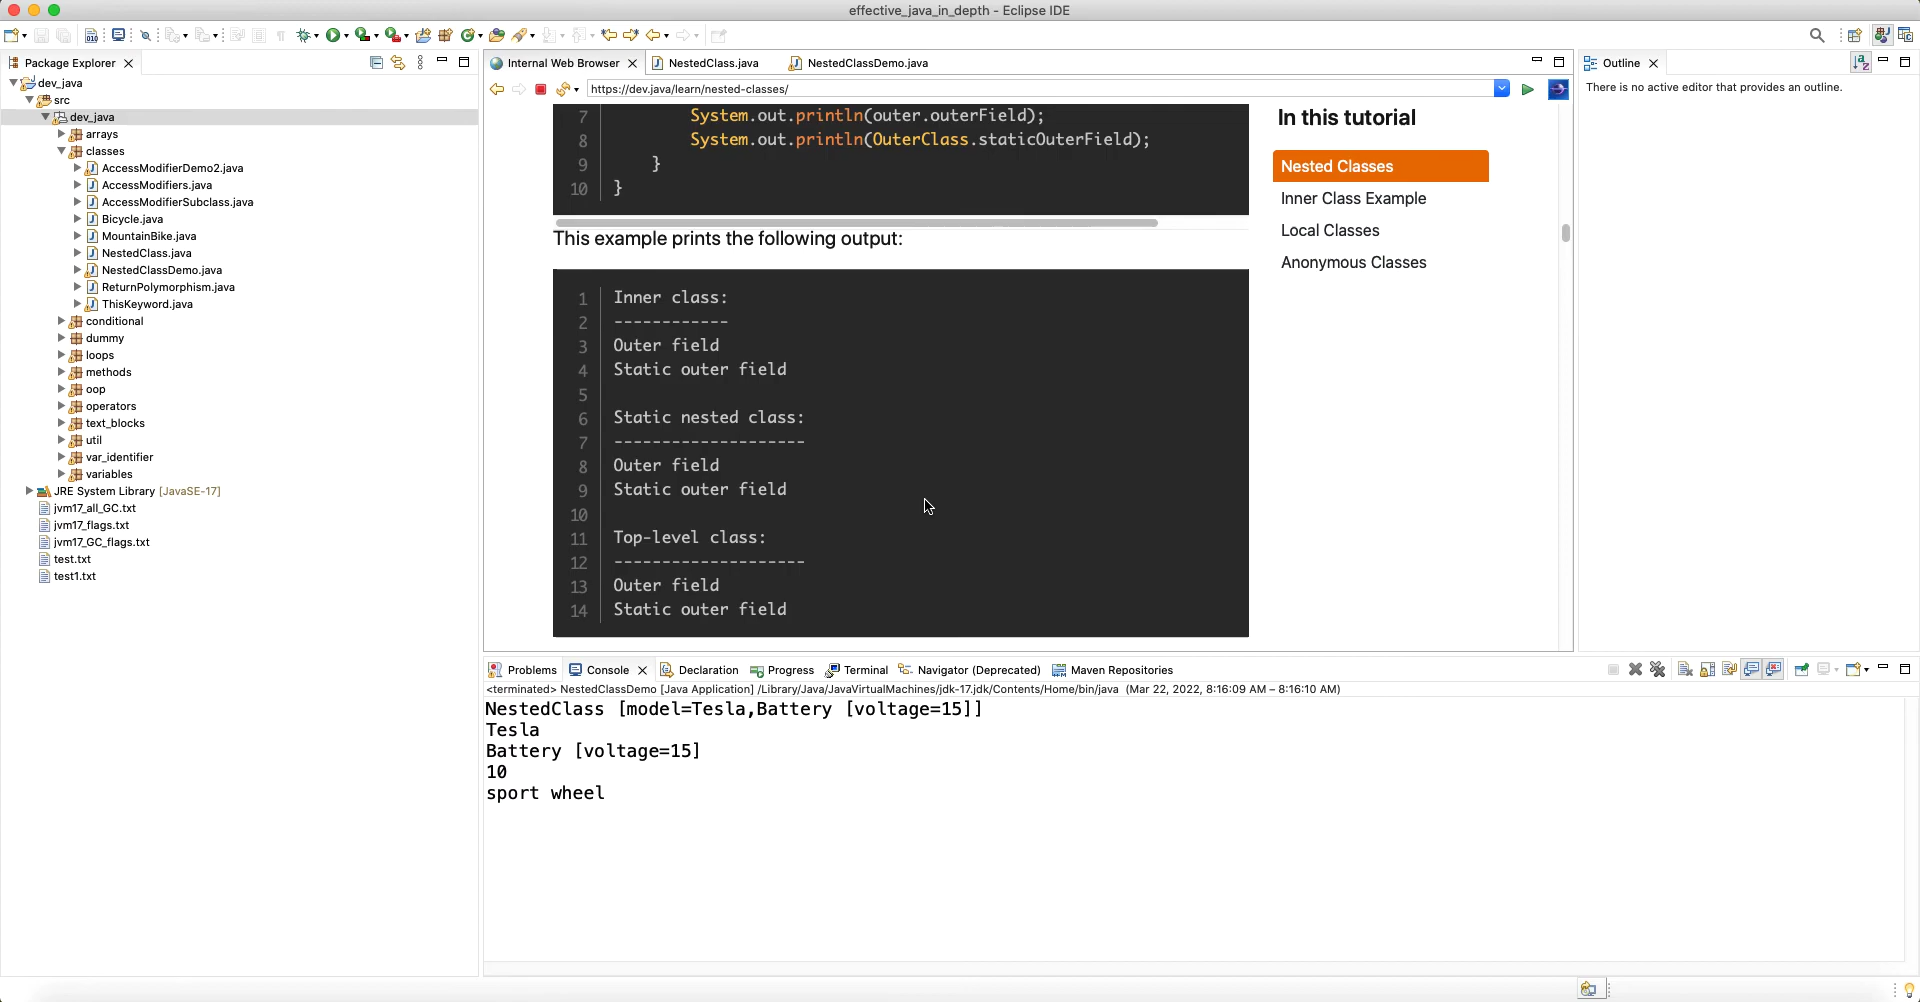 effective_java_in_depth - Eclipse IDE
Package Explorer
dev_java
src
dev_java
arrays
classes
AccessModifierDemo2.java
AccessModifiers.java
AccessModifierSubclass.java
Bicycle.java
MountainBike.java
NestedClass.java
NestedClassDemo.java
ReturnPolymorphism.java
ThisKeyword.java
conditional
dummy
loops
methods
oop
operators
text_blocks
util
var_identifier
variables
JRE System Library [JavaSE-17]
jvm17_all_GC.txt
jvm17_flags.txt
jvm17_GC_flags.txt
test.txt
test1.txt
Internal Web Browser
NestedClass.java
NestedClassDemo.java
https://dev.java/learn/nested-classes/
7 System.out.println(outer.outerField);
8 System.out.println(OuterClass.staticOuterField);
9 }
10 }
This example prints the following output:
1 Inner class:
2 ------------
3 Outer field
4 Static outer field
5
6 Static nested class:
7 --------------------
8 Outer field
9 Static outer field
10
11 Top-level class:
12 --------------------
13 Outer field
14 Static outer field
In this tutorial
Nested Classes
Inner Class Example
Local Classes
Anonymous Classes
Outline
There is no active editor that provides an outline.
Problems
Console
Declaration
Progress
Terminal
Navigator (Deprecated)
Maven Repositories
<terminated> NestedClassDemo [Java Application] /Library/Java/JavaVirtualMachines/jdk-17.jdk/Contents/Home/bin/java (Mar 22, 2022, 8:16:09 AM – 8:16:10 AM)
NestedClass [model=Tesla,Battery [voltage=15]]
Tesla
Battery [voltage=15]
10
sport wheel